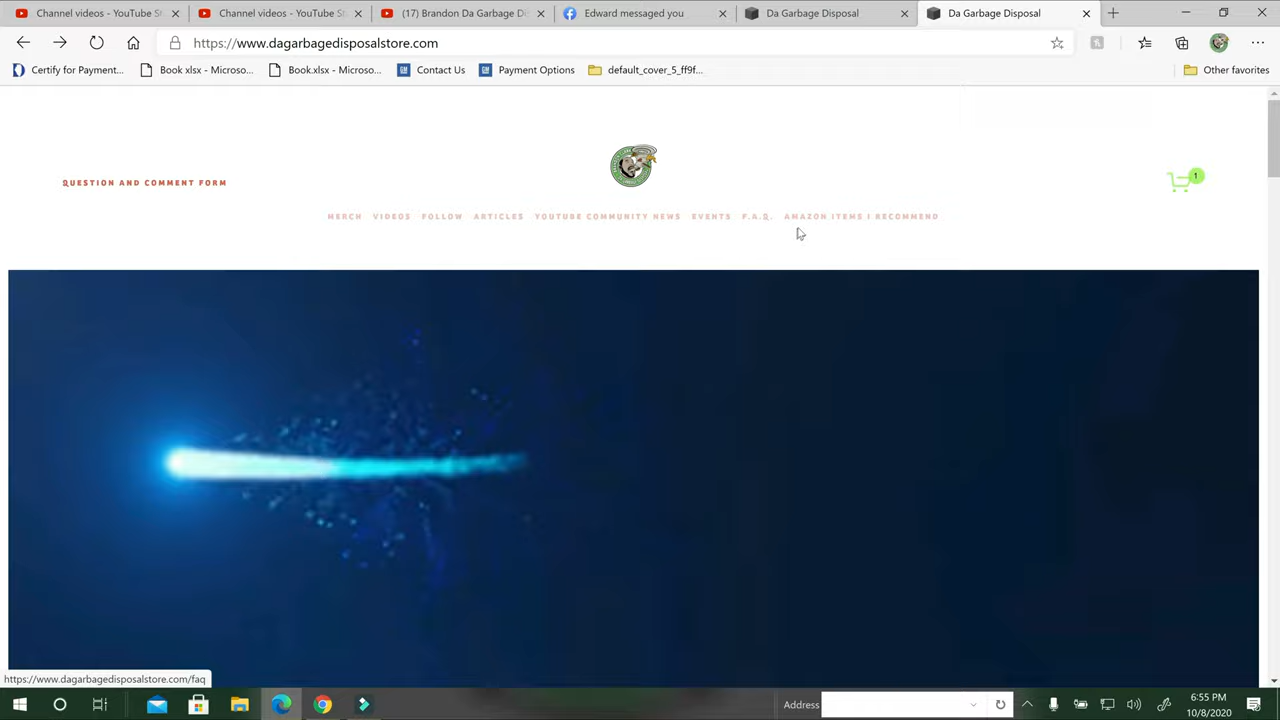 Channel videos - YouTube St
Channel videos - YouTube St
(17) Brandon Da Garbage Di
Edward messaged you
Da Garbage Disposal
Da Garbage Disposal
https://www.dagarbagedisposalstore.com
Certify for Payment...
Book xlsx - Microso...
Book.xlsx - Microso...
Contact Us
Payment Options
default_cover_5_ff9f...
Other favorites
QUESTION AND COMMENT FORM
1
MERCH VIDEOS FOLLOW ARTICLES YOUTUBE COMMUNITY NEWS EVENTS F.A.Q. AMAZON ITEMS I RECOMMEND
https://www.dagarbagedisposalstore.com/faq
Address
6:55 PM
10/8/2020